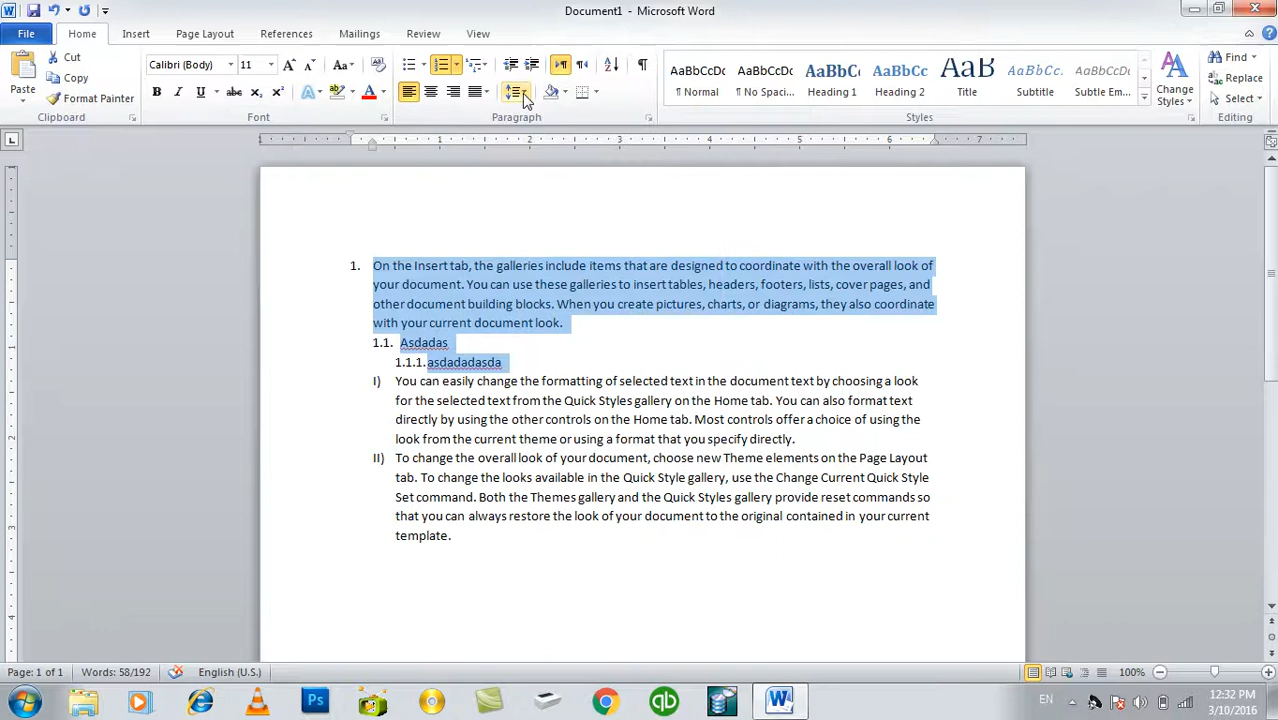 Document1 - Microsoft Word
File Home Insert Page Layout References Mailings Review View
Paste
Cut
Copy
Format Painter
Clipboard
Calibri (Body) 11
Font
Paragraph
AaBbCcDc AaBbCcDc AaBbC AaBbCc AaB AaBbCcL AaBbCcDc
¶ Normal ¶ No Spaci... Heading 1 Heading 2 Title Subtitle Subtle Em...
Change
Styles
Styles
Find
Replace
Select
Editing
1. On the Insert tab, the galleries include items that are designed to coordinate with the overall look of
your document. You can use these galleries to insert tables, headers, footers, lists, cover pages, and
other document building blocks. When you create pictures, charts, or diagrams, they also coordinate
with your current document look.
1.1. Asdadas
1.1.1. asdadadasda
I) You can easily change the formatting of selected text in the document text by choosing a look
for the selected text from the Quick Styles gallery on the Home tab. You can also format text
directly by using the other controls on the Home tab. Most controls offer a choice of using the
look from the current theme or using a format that you specify directly.
II) To change the overall look of your document, choose new Theme elements on the Page Layout
tab. To change the looks available in the Quick Style gallery, use the Change Current Quick Style
Set command. Both the Themes gallery and the Quick Styles gallery provide reset commands so
that you can always restore the look of your document to the original contained in your current
template.
Page: 1 of 1 Words: 58/192 English (U.S.) 100%
EN 12:32 PM
3/10/2016